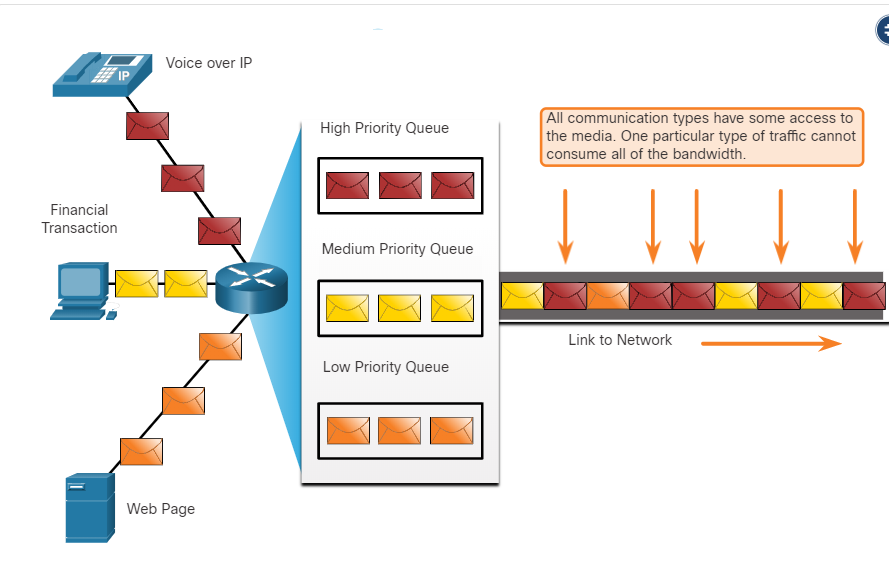 Voice over IP
IP
High Priority Queue
All communication types have some access to
the media. One particular type of traffic cannot
consume all of the bandwidth.
Financial
Transaction
Medium Priority Queue
Link to Network
Low Priority Queue
Web Page